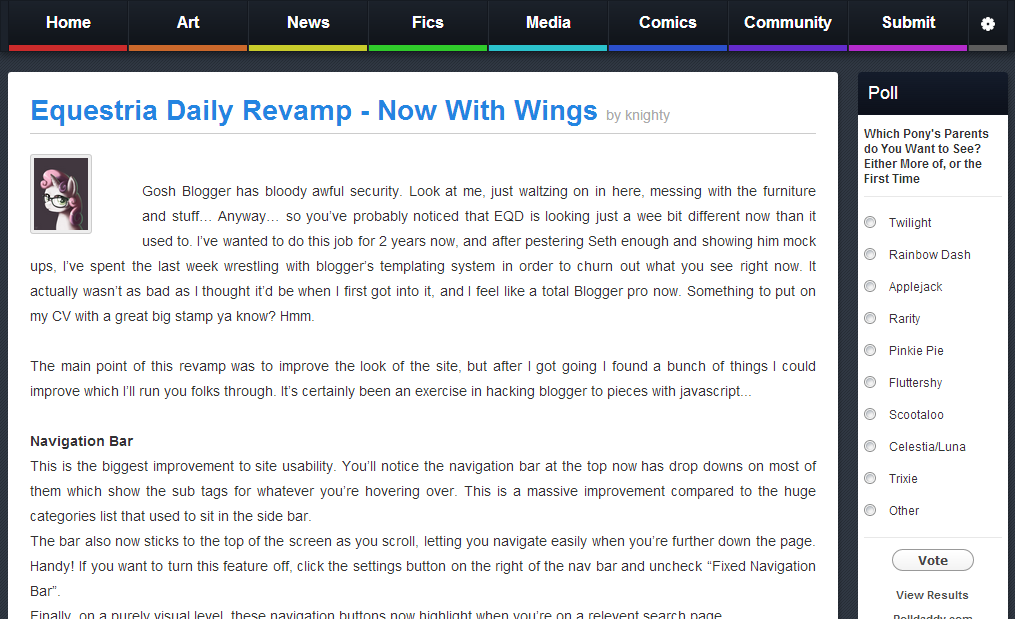 Home Art News Fics Media Comics Community Submit
Equestria Daily Revamp - Now With Wings by knighty
Gosh Blogger has bloody awful security. Look at me, just waltzing on in here, messing with the furniture
and stuff… Anyway… so you’ve probably noticed that EQD is looking just a wee bit different now than it
used to. I’ve wanted to do this job for 2 years now, and after pestering Seth enough and showing him mock
ups, I’ve spent the last week wrestling with blogger’s templating system in order to churn out what you see right now. It
actually wasn’t as bad as I thought it’d be when I first got into it, and I feel like a total Blogger pro now. Something to put on
my CV with a great big stamp ya know? Hmm.
The main point of this revamp was to improve the look of the site, but after I got going I found a bunch of things I could
improve which I’ll run you folks through. It’s certainly been an exercise in hacking blogger to pieces with javascript...
Navigation Bar
This is the biggest improvement to site usability. You’ll notice the navigation bar at the top now has drop downs on most of
them which show the sub tags for whatever you’re hovering over. This is a massive improvement compared to the huge
categories list that used to sit in the side bar.
The bar also now sticks to the top of the screen as you scroll, letting you navigate easily when you’re further down the page.
Handy! If you want to turn this feature off, click the settings button on the right of the nav bar and uncheck “Fixed Navigation
Bar”.
Finally, on a purely visual level, these navigation buttons now highlight when you’re on a relevent search page.
Poll
Which Pony's Parents
do You Want to See?
Either More of, or the
First Time
Twilight
Rainbow Dash
Applejack
Rarity
Pinkie Pie
Fluttershy
Scootaloo
Celestia/Luna
Trixie
Other
Vote
View Results
Polldaddy.com